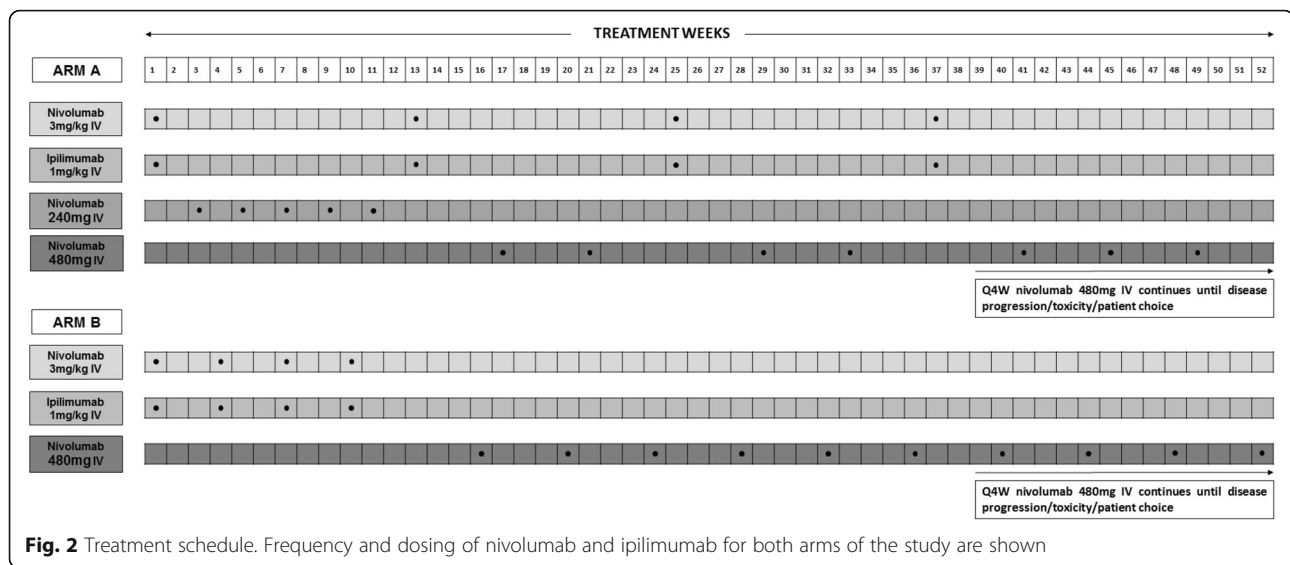 TREATMENT WEEKS
ARM A
1 2 3 4 5 6 7 8 9 10 11 12 13 14 15 16 17 18 19 20 21 22 23 24 25 26 27 28 29 30 31 32 33 34 35 36 37 38 39 40 41 42 43 44 45 46 47 48 49 50 51 52
Nivolumab
3mg/kg IV
Ipilimumab
1mg/kg IV
Nivolumab
240mg IV
Nivolumab
480mg IV
Q4W nivolumab 480mg IV continues until disease
progression/toxicity/patient choice
ARM B
Nivolumab
3mg/kg IV
Ipilimumab
1mg/kg IV
Nivolumab
480mg IV
Q4W nivolumab 480mg IV continues until disease
progression/toxicity/patient choice
Fig. 2 Treatment schedule. Frequency and dosing of nivolumab and ipilimumab for both arms of the study are shown